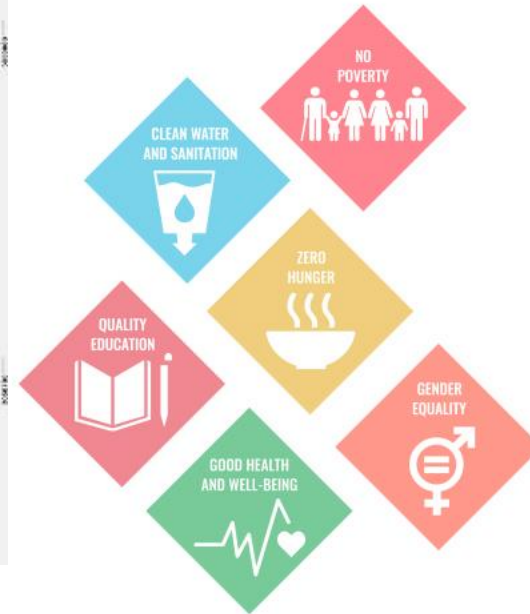 NO
POVERTY
CLEAN WATER
AND SANITATION
ZERO
HUNGER
QUALITY
EDUCATION
GENDER
EQUALITY
GOOD HEALTH
AND WELL-BEING